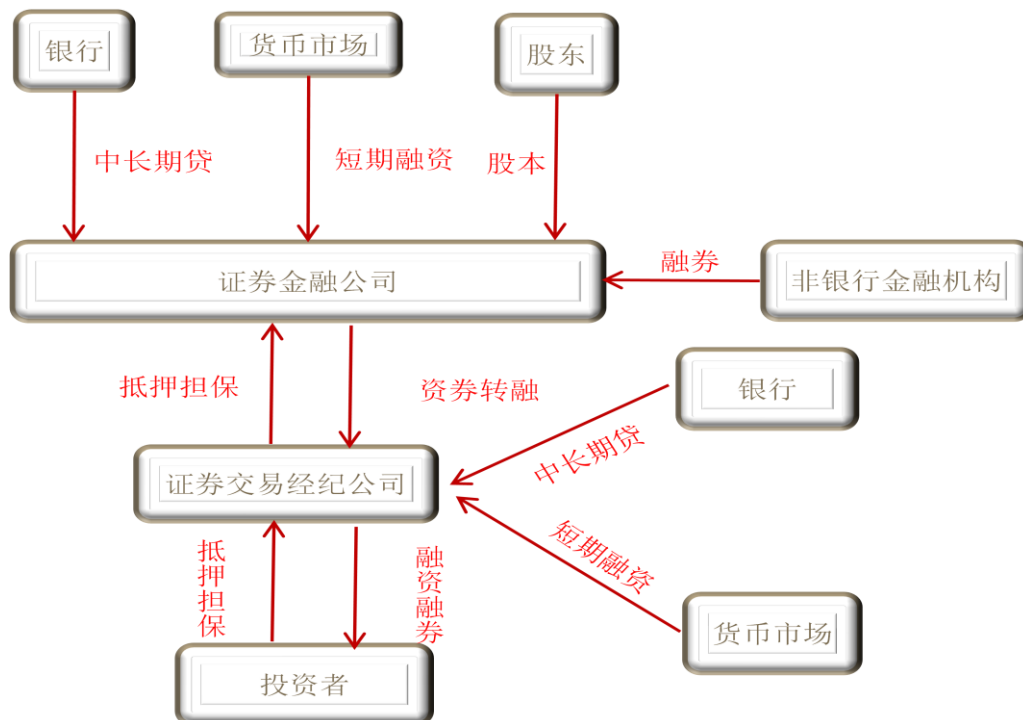 银行
货币市场
股东
中长期贷
短期融资
股本
证券金融公司
融券
非银行金融机构
抵押担保
资券转融
银行
中长期贷
证券交易经纪公司
短期融资
抵押担保
融资融券
货币市场
投资者